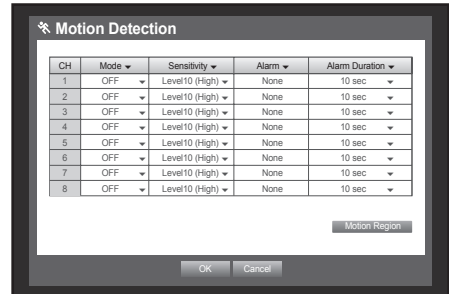 Motion Detection
CH Mode Sensitivity Alarm Alarm Duration
1 OFF Level10 (High) None 10 sec
2 OFF Level10 (High) None 10 sec
3 OFF Level10 (High) None 10 sec
4 OFF Level10 (High) None 10 sec
5 OFF Level10 (High) None 10 sec
6 OFF Level10 (High) None 10 sec
7 OFF Level10 (High) None 10 sec
8 OFF Level10 (High) None 10 sec
Motion Region
OK Cancel